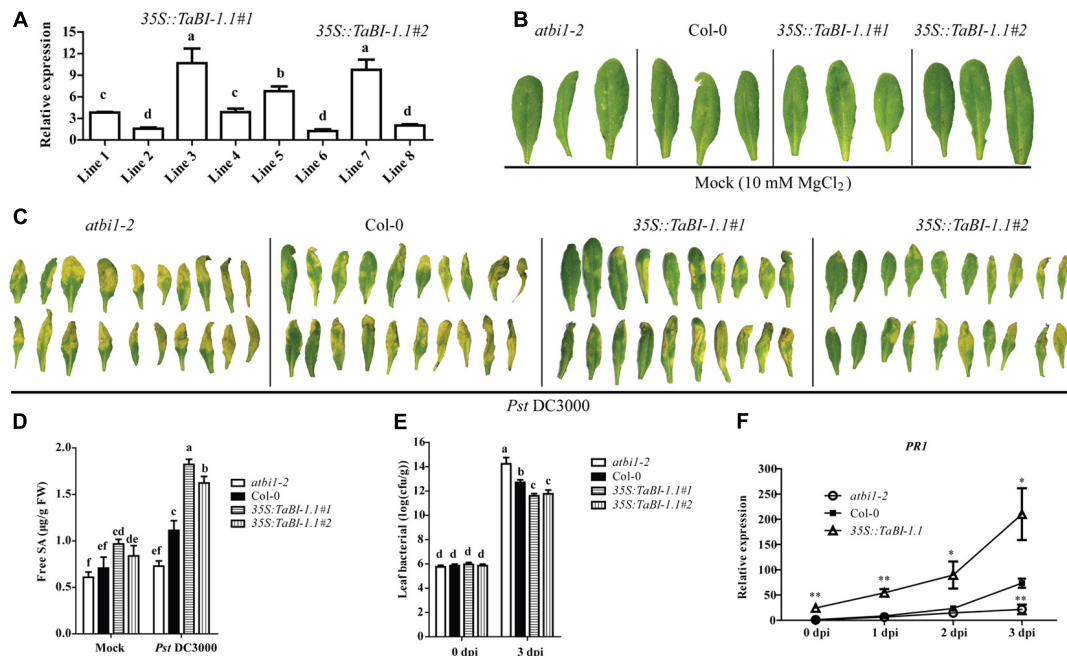 A
35S::TaBI-1.1#1
35S::TaBI-1.1#2
Relative expression
15
12
9
6
3
0
c
d
a
c
b
d
a
d
Line 1
Line 2
Line 3
Line 4
Line 5
Line 6
Line 7
Line 8
B
atbi1-2
Col-0
35S::TaBI-1.1#1
35S::TaBI-1.1#2
Mock (10 mM MgCl2)
C
atbi1-2
Col-0
35S::TaBI-1.1#1
35S::TaBI-1.1#2
Pst DC3000
D
Free SA (µg/g FW)
2.0
1.5
1.0
0.5
0.0
f
ef
cd
de
ef
c
a
b
Mock
Pst DC3000
atbi1-2
Col-0
35S:TaBI-1.1#1
35S:TaBI-1.1#2
E
Leaf bacterial (log(cfu/g))
16
14
12
10
8
6
4
2
0
d
d
d
d
a
b
c
c
0 dpi
3 dpi
atbi1-2
Col-0
35S:TaBI-1.1#1
35S:TaBI-1.1#2
F
PR1
Relative expression
300
250
200
150
100
50
0
atbi1-2
Col-0
35S::TaBI-1.1
**
**
*
*
**
0 dpi
1 dpi
2 dpi
3 dpi